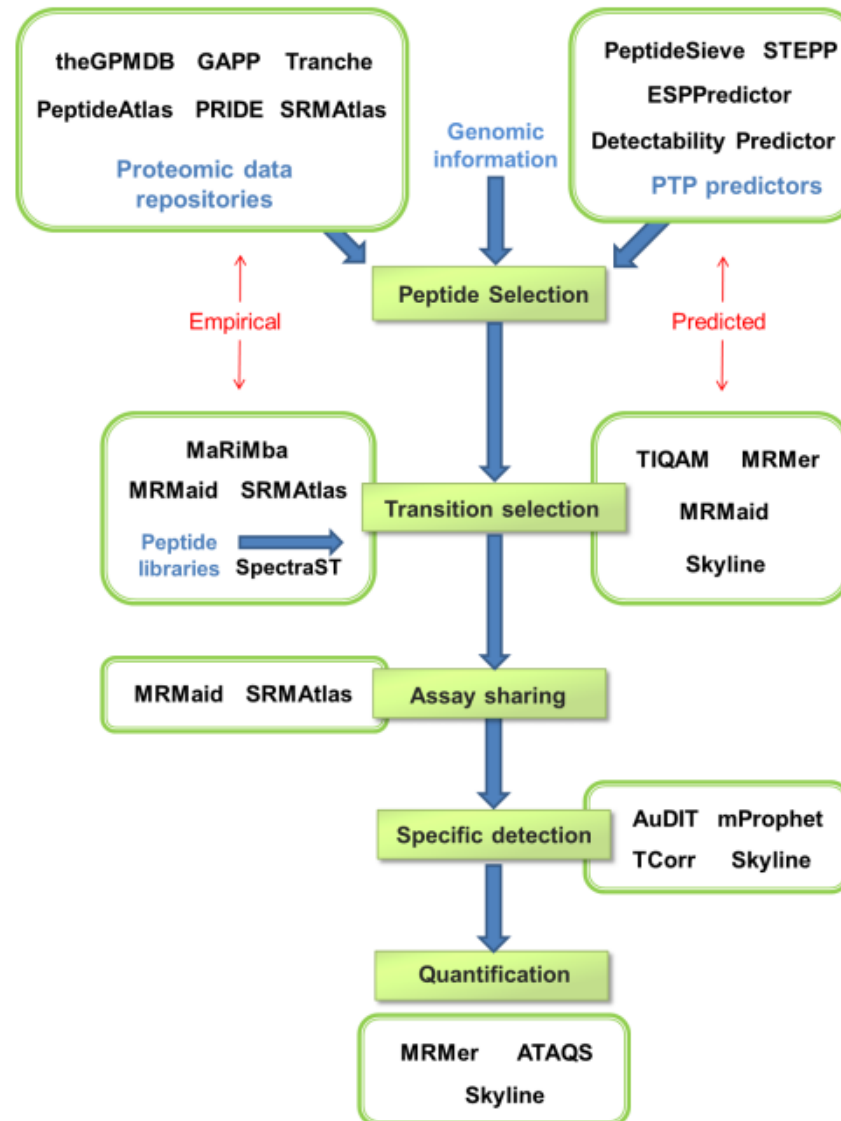 theGPMDB GAPP Tranche
PeptideAtlas PRIDE SRMAtlas
Proteomic data
repositories
Genomic
information
PeptideSieve STEPP
ESPPredictor
Detectability Predictor
PTP predictors
Peptide Selection
Empirical
Predicted
MaRiMba
MRMaid SRMAtlas
Peptide
libraries
SpectraST
Transition selection
TIQAM MRMer
MRMaid
Skyline
MRMaid SRMAtlas
Assay sharing
Specific detection
AuDIT mProphet
TCorr Skyline
Quantification
MRMer ATAQS
Skyline